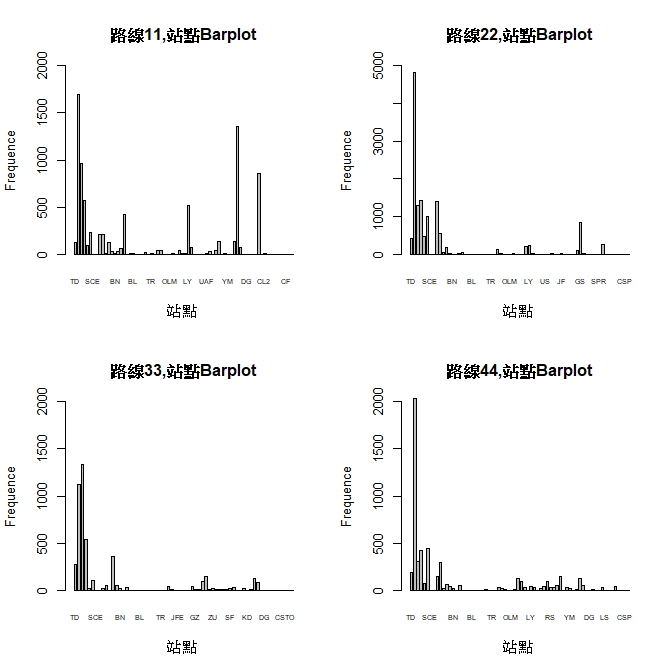 路線11,站點Barplot
Frequence
2000
1500
1000
500
0
TD SCE BN BL TR OLM LY UAF YM DG CL2 CF
站點
路線22,站點Barplot
Frequence
5000
3000
1000
0
TD SCE BN BL TR OLM LY US JF GS SPR CSP
站點
路線33,站點Barplot
Frequence
2000
1500
1000
500
0
TD SCE BN BL TR JFE GZ ZU SF KD DG CSTO
站點
路線44,站點Barplot
Frequence
2000
1500
1000
500
0
TD SCE BN BL TR OLM LY RS YM DG LS CSP
站點